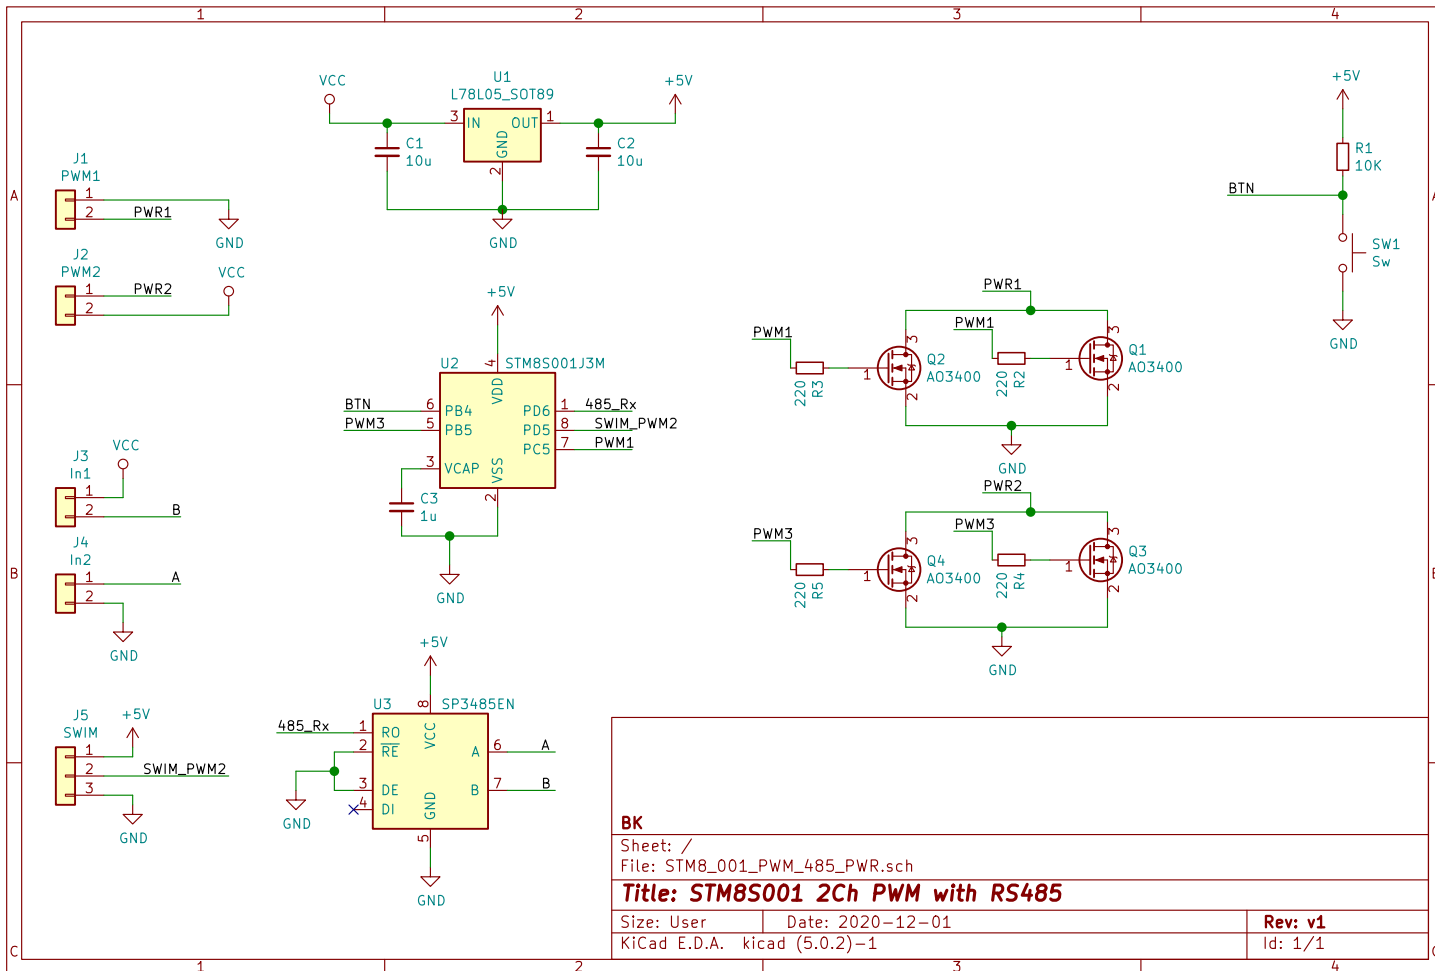 1 2 3 4
A
B
C
A
B
C
VCC
U1
L78L05_SOT89
+5V
3 IN OUT 1
GND
2
C1
10u
C2
10u
GND
J1
PWM1
1
2 PWR1
GND
J2
PWM2
1 PWR2
2
VCC
+5V
R1
10K
BTN
SW1
Sw
GND
+5V
U2 STM8S001J3M
4
VDD
BTN 6 PB4
PWM3 5 PB5
3 VCAP
VSS
2
PD6 1 485_Rx
PD5 8 SWIM_PWM2
PC5 7 PWM1
C3
1u
GND
PWR1
PWM1
220
R3
1
3
2
Q2
AO3400
PWM1
220
R2
1
3
2
Q1
AO3400
GND
PWR2
PWM3
220
R5
1
3
2
Q4
AO3400
PWM3
220
R4
1
3
2
Q3
AO3400
GND
J3
In1
VCC
1
2 B
J4
In2
1 A
2
GND
J5
SWIM
+5V
1
2 SWIM_PWM2
3
GND
+5V
U3 SP3485EN
8
VCC
485_Rx 1 RO
2 RE
3 DE
4 DI
A 6 A
B 7 B
GND
5
GND
GND
BK
Sheet: /
File: STM8_001_PWM_485_PWR.sch
Title: STM8S001 2Ch PWM with RS485
Size: User Date: 2020-12-01 Rev: v1
KiCad E.D.A. kicad (5.0.2)-1 Id: 1/1
1 2 3 4